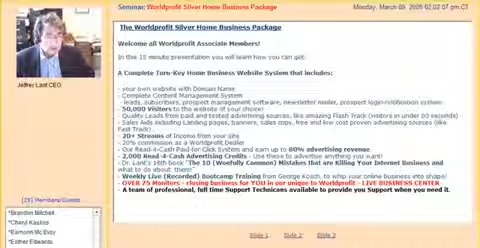 Seminar: Worldprofit Silver Home Business Package
Monday, March 09, 2009 02:02:07 pm CT
Jeffrey Lant CEO
The Worldprofit Silver Home Business Package
Welcome all Worldprofit Associate Members!
In this 15 minute presentation you will learn how you can get:
A Complete Turn-Key Home Business Website System that includes:
- your own website with Domain Name
- Complete Content Management System
- leads, subscribers, prospect management software, newsletter mailer, prospect login-notification system
- 50,000 Visitors to the website of your choice!
- Quality Leads from paid and tested advertising sources, like amazing Flash Track (visitors in under 60 seconds)
- Sales Aids including Landing pages, banners, sales copy, free and low cost proven advertising sources (like
Fast Track)
- 20+ Streams of Income from your site
- 20% commission as a Worldprofit Dealer
- Our Read-4-Cash Paid-for-Click System and earn up to 80% advertising revenue
- 2,000 Read-4-Cash Advertising Credits - Use these to advertise anything you want!
- Dr. Lant's 18th book "The 10 (Woefully Common) Mistakes that are Killing Your Internet Business and
what to do about them"
- Weekly Live (Recorded) Bootcamp Training from George Kosch, to whip your online business into shape!
- OVER 75 Monitors - closing business for YOU in our unique to Worldprofit - LIVE BUSINESS CENTER
- A team of professional, full time Support Technicans available to provide you Support when you need it.
Members/Guests
*Brandon Mitchell
*Cheryl
*Eamonn Mc Evoy
*Esther Edwards
Slide 1
Slide 2
Slide 3